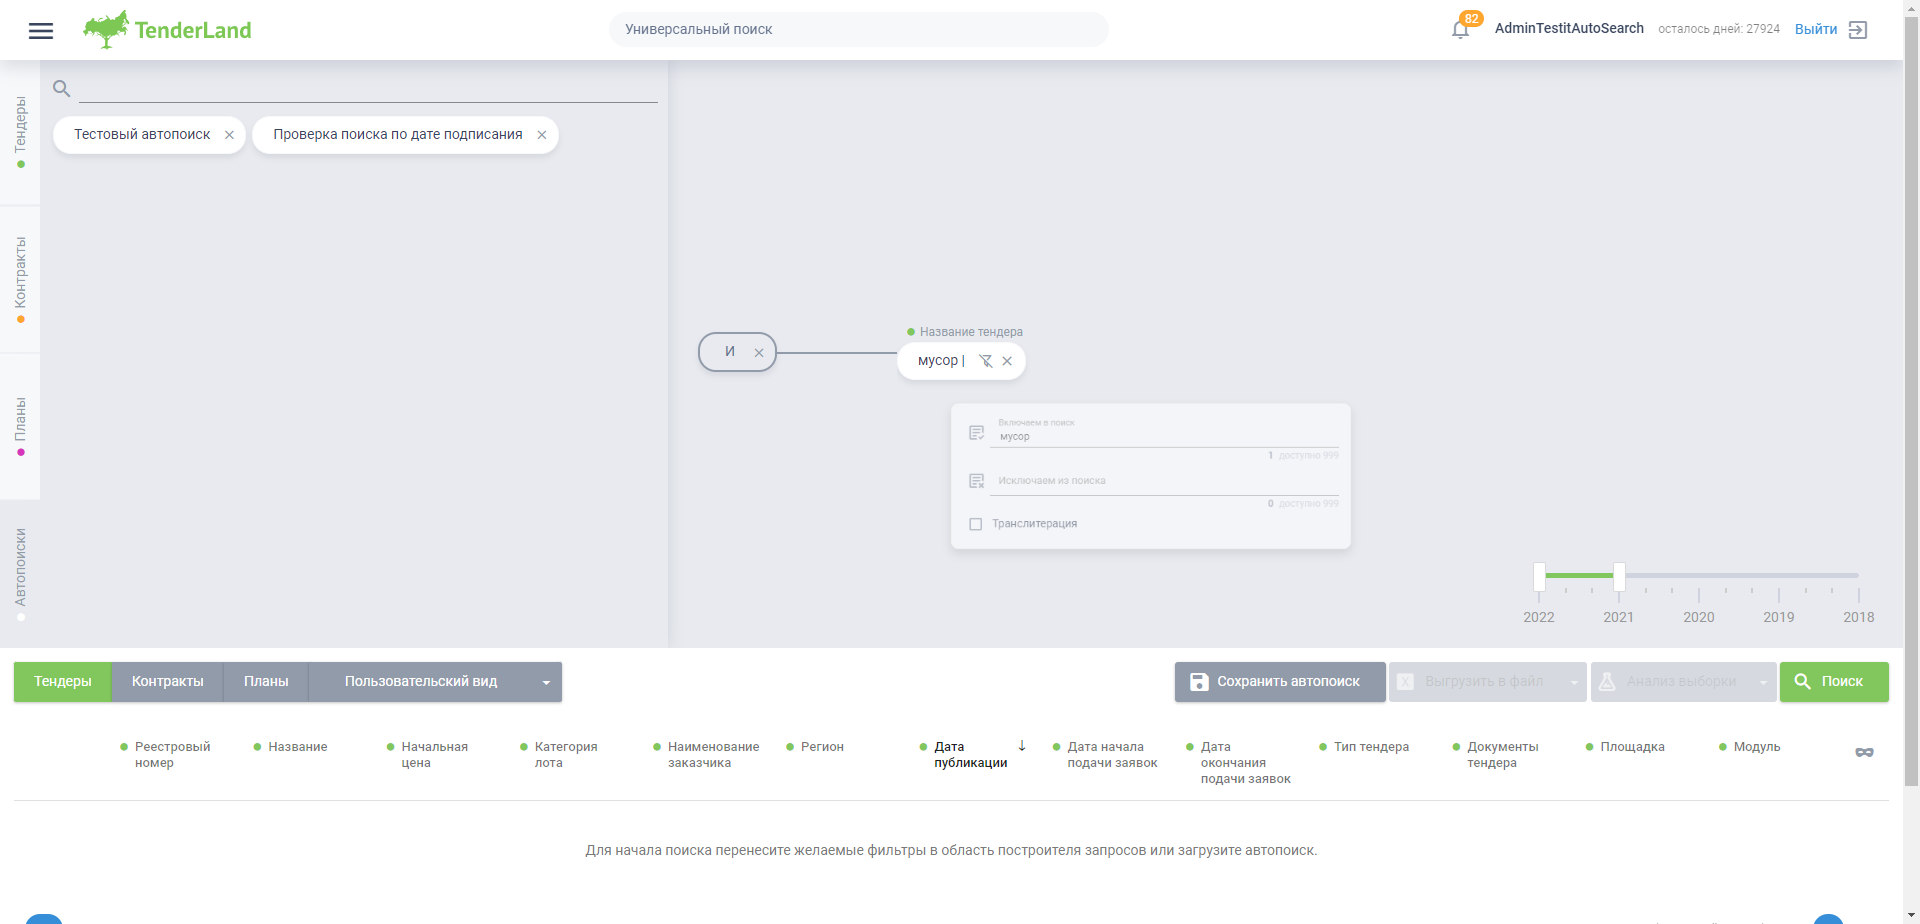 TenderLand
Универсальный поиск
82
AdminTestitAutoSearch
осталось дней: 27924
Выйти
Тендеры
Контракты
Планы
Автопоиски
Тестовый автопоиск
Проверка поиска по дате подписания
И
Название тендера
мусор |
Включаем в поиск
мусор
1 доступно 999
Исключаем из поиска
0 доступно 999
Транслитерация
2022 2021 2020 2019 2018
Тендеры Контракты Планы Пользовательский вид
Сохранить автопоиск Выгрузить в файл Анализ выборки Поиск
Реестровый номер
Название
Начальная цена
Категория лота
Наименование заказчика
Регион
Дата публикации
Дата начала подачи заявок
Дата окончания подачи заявок
Тип тендера
Документы тендера
Площадка
Модуль
Для начала поиска перенесите желаемые фильтры в область построителя запросов или загрузите автопоиск.